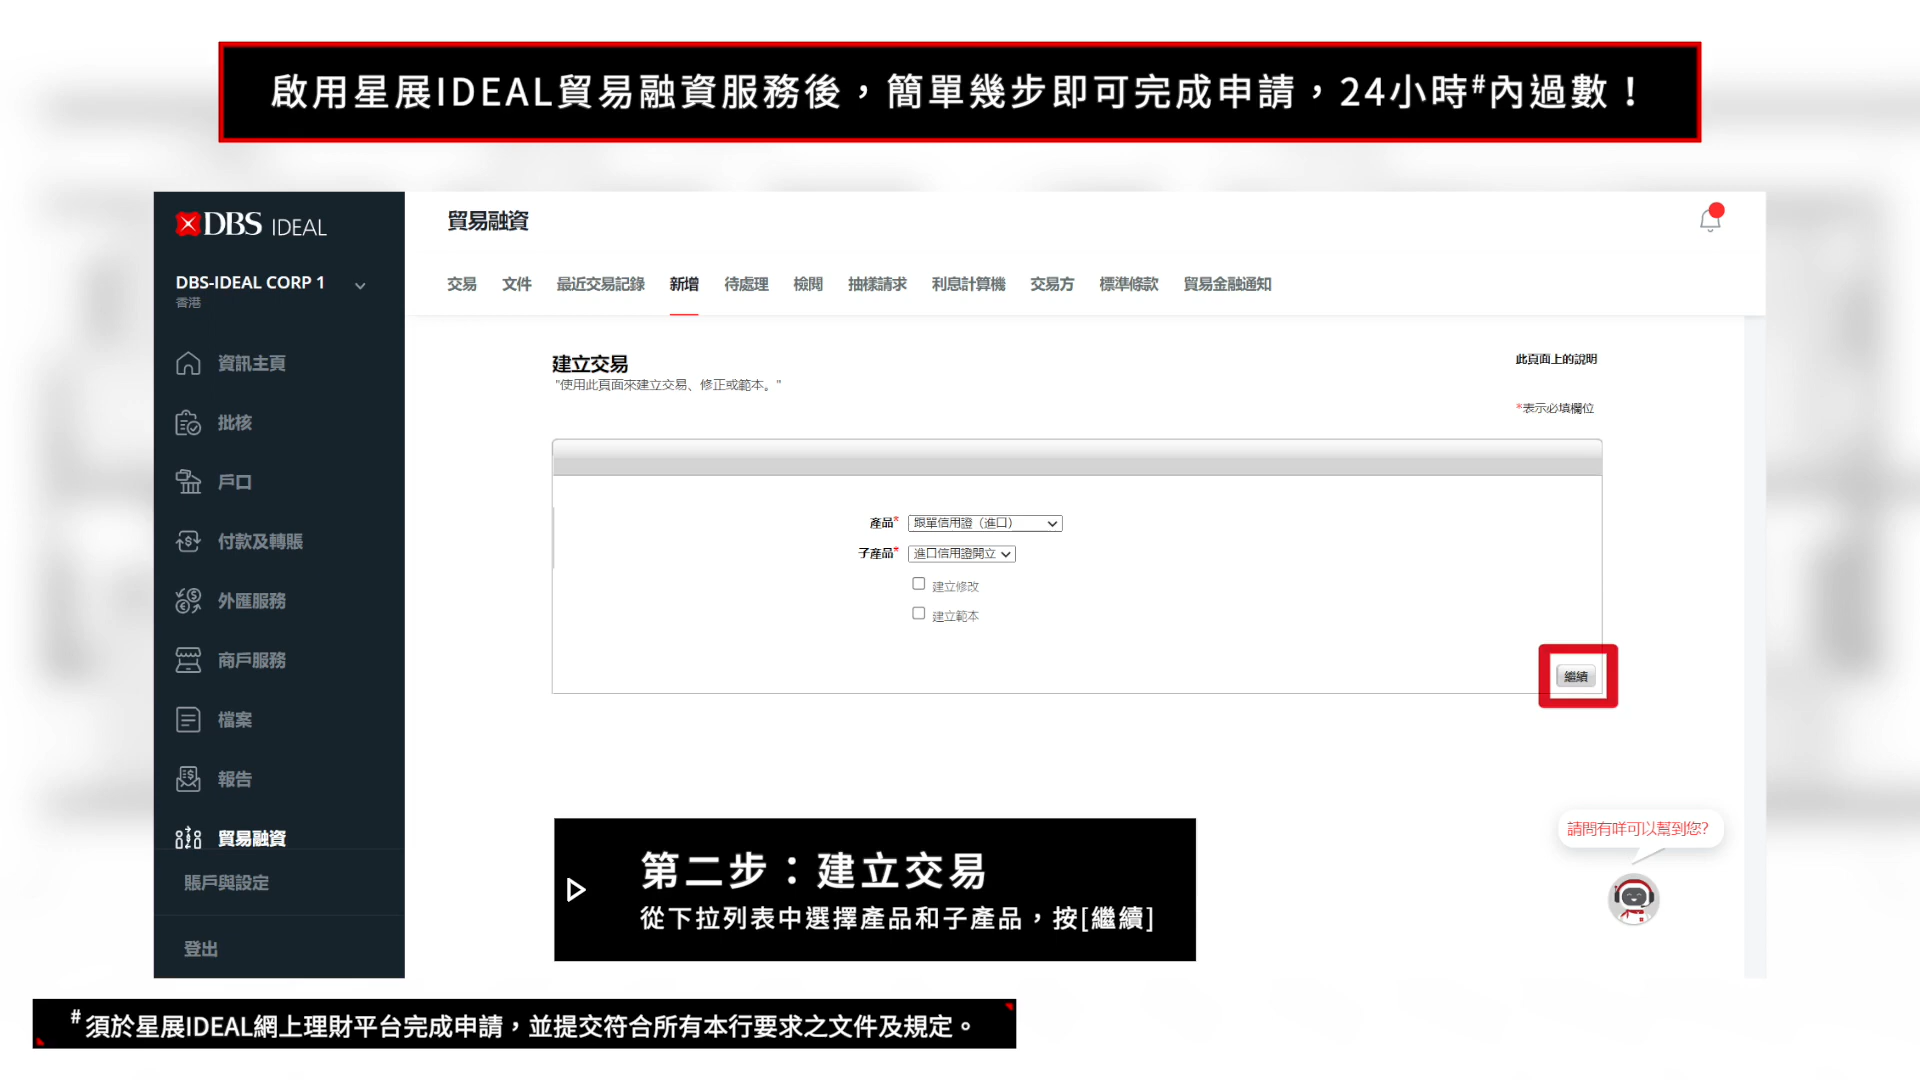 啟用星展IDEAL貿易融資服務後，簡單幾步即可完成申請，24小時#內過數！
DBS IDEAL
DBS-IDEAL CORP 1
香港
資訊主頁
批核
戶口
付款及轉賬
外匯服務
商戶服務
檔案
報告
貿易融資
賬戶與設定
登出
貿易融資
交易 文件 最近交易記錄 新增 待處理 檢閱 抽樣請求 利息計算機 交易方 標準條款 貿易金融通知
建立交易
"使用此頁面來建立交易、修正或範本。"
此頁面上的說明
*表示必填欄位
產品* 跟單信用證（進口）
子產品* 進口信用證開立
建立修改
建立範本
繼續
請問有咩可以幫到您?
第二步：建立交易
從下拉列表中選擇產品和子產品，按[繼續]
#須於星展IDEAL網上理財平台完成申請，並提交符合所有本行要求之文件及規定。